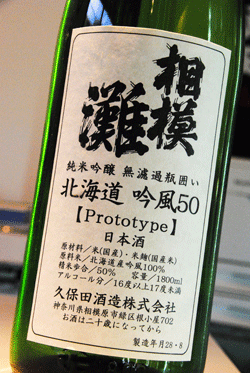 相模
灘
純米吟醸 無濾過瓶囲い
北海道 吟風50
【Prototype】
日本酒
原材料/米(国産)・米麹(国産米)
原料米/北海道産吟風100%
精米歩合/50% 容量/1800ml
アルコール分/16度以上17度未満
久保田酒造株式会社
神奈川県相模原市緑区根小屋702
お酒は二十歳になってから
製造年月28・8